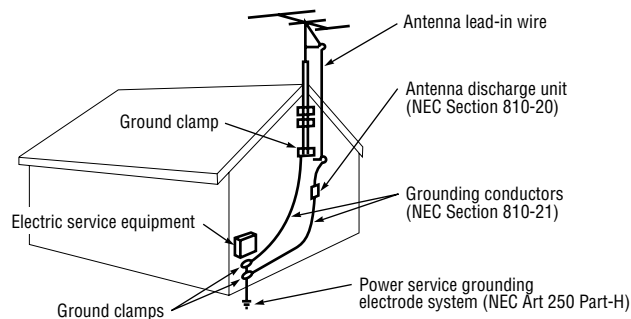 Antenna lead-in wire
Antenna discharge unit
(NEC Section 810-20)
Ground clamp
Grounding conductors
(NEC Section 810-21)
Electric service equipment
Power service grounding
electrode system (NEC Art 250 Part-H)
Ground clamps